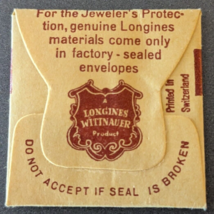 For the Jeweler's Protec-
tion, genuine Longines
materials come only
in factory - sealed
envelopes
Printed in
Switzerland
A
LONGINES
WITTNAUER
Product
DO NOT ACCEPT IF SEAL IS BROKEN